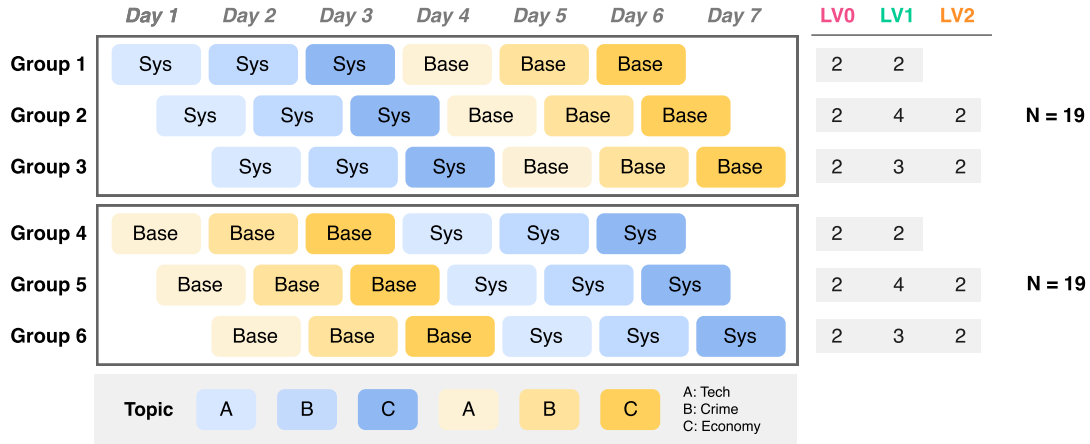 Day 1 Day 2 Day 3 Day 4 Day 5 Day 6 Day 7 LV0 LV1 LV2
Group 1 Sys Sys Sys Base Base Base 2 2
Group 2 Sys Sys Sys Base Base Base 2 4 2 N = 19
Group 3 Sys Sys Sys Base Base Base 2 3 2
Group 4 Base Base Base Sys Sys Sys 2 2
Group 5 Base Base Base Sys Sys Sys 2 4 2 N = 19
Group 6 Base Base Base Sys Sys Sys 2 3 2
Topic A B C A B C
A: Tech
B: Crime
C: Economy